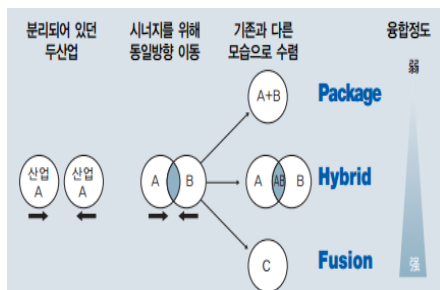 분리되어 있던
두산업
시너지를 위해
동일방향 이동
기존과 다른
모습으로 수렴
융합정도
弱
A+B
Package
산업
A
산업
A
A
B
A
AB
B
Hybrid
C
Fusion
强